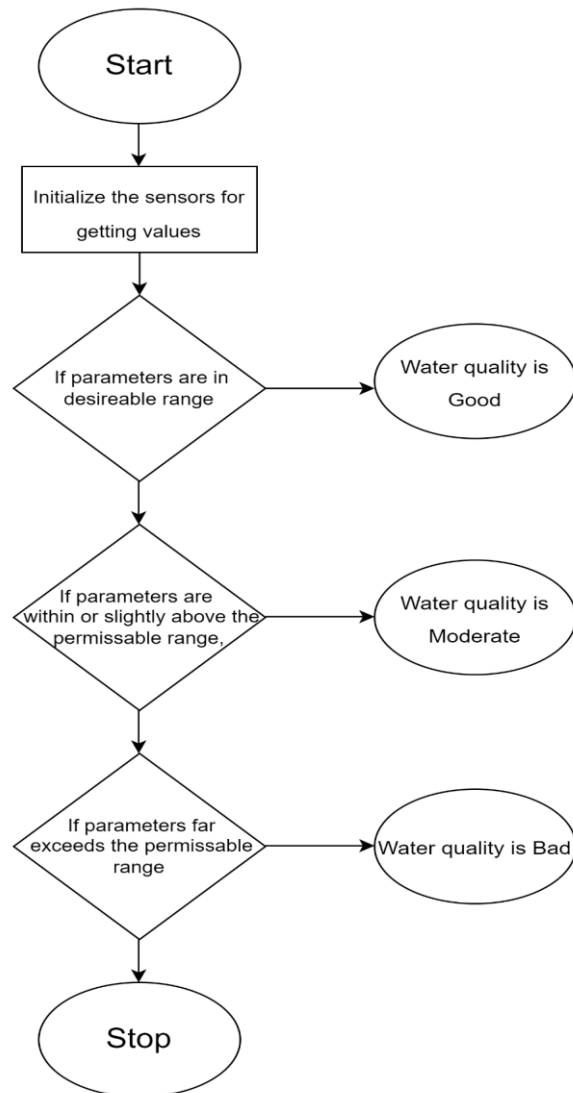 Start
Initialize the sensors for
getting values
If parameters are in
desireable range
Water quality is
Good
If parameters are
within or slightly above the
permissable range,
Water quality is
Moderate
If parameters far
exceeds the permissable
range
Water quality is Bad
Stop